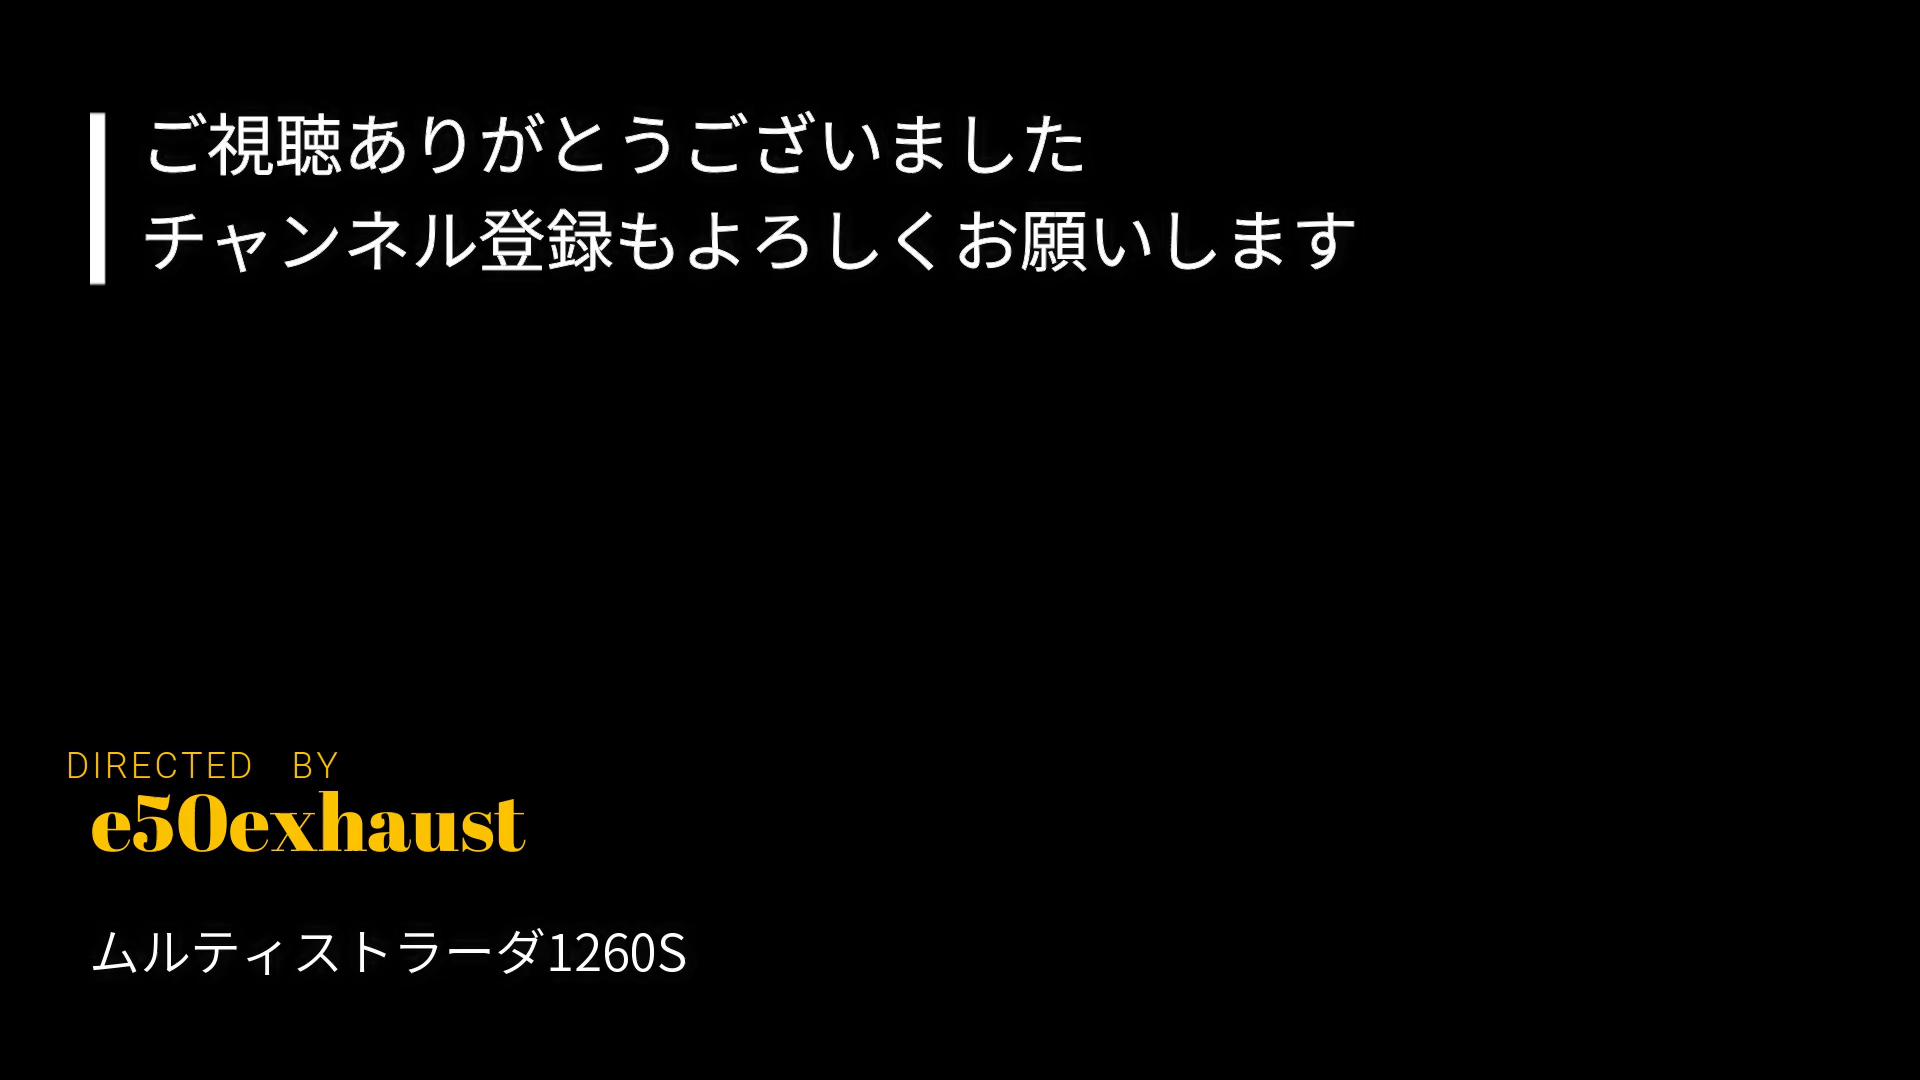 ご視聴ありがとうございました
チャンネル登録もよろしくお願いします
DIRECTED BY
e50exhaust
ムルティストラーダ1260S